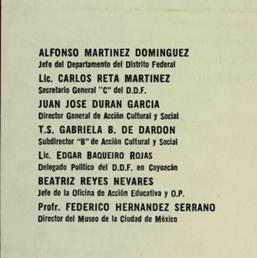 ALFONSO MARTINEZ DOMINGUEZ
Jefe del Departamento del Distrito Federal
Lic. CARLOS RETA MARTINEZ
Secretario General "C" del D.D.F.
JUAN JOSE DURAN GARCIA
Director General de Acción Cultural y Social
T.S. GABRIELA B. DE DARDON
Subdirector "B" de Acción Cultural y Social
Lic. EDGAR BAQUEIRO ROJAS
Delegado Político del D.D.F. en Coyoacán
BEATRIZ REYES NEVARES
Jefe de la Oficina de Acción Educativa y O.P.
Profr. FEDERICO HERNANDEZ SERRANO
Director del Museo de la Ciudad de México